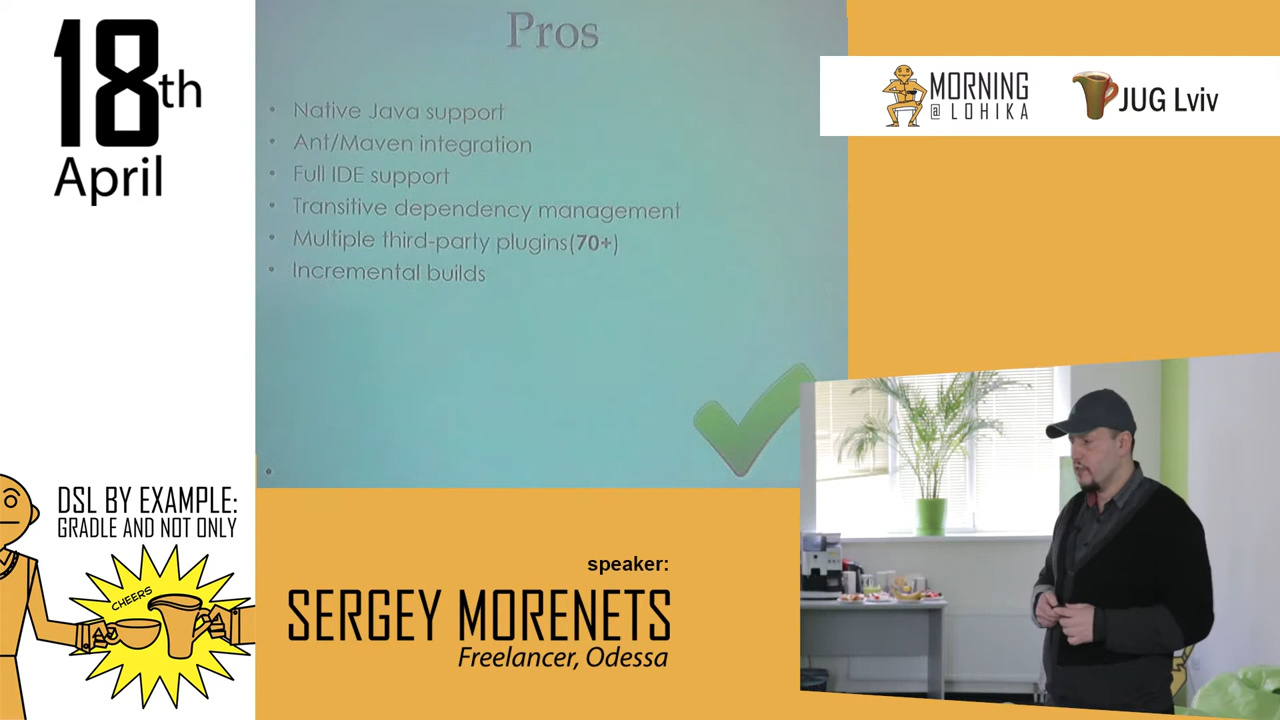 18th
April
Pros
• Native Java support
• Ant/Maven integration
• Full IDE support
• Transitive dependency management
• Multiple third-party plugins(70+)
• Incremental builds
MORNING
@ LOHIKA
JUG Lviv
DSL BY EXAMPLE:
GRADLE AND NOT ONLY
CHEERS
speaker:
SERGEY MORENETS
Freelancer, Odessa